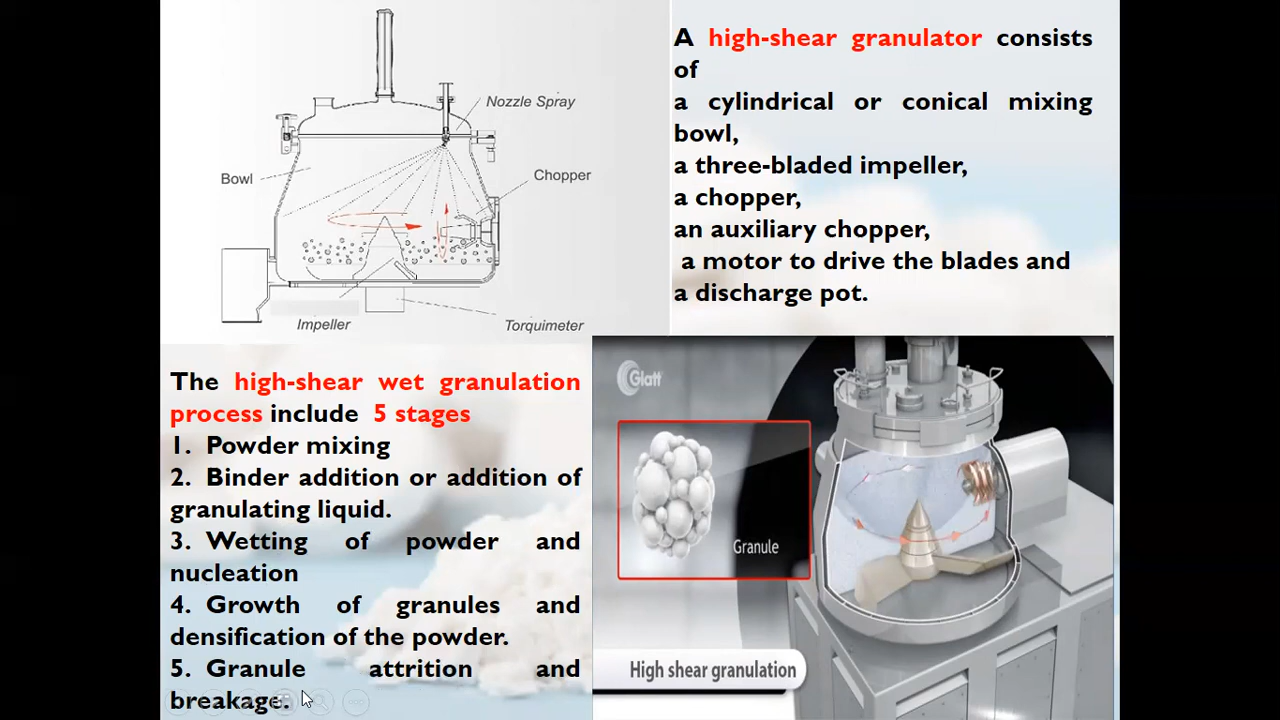 Nozzle Spray
Bowl
Chopper
Impeller
Torquimeter
A high-shear granulator consists
of
a cylindrical or conical mixing
bowl,
a three-bladed impeller,
a chopper,
an auxiliary chopper,
a motor to drive the blades and
a discharge pot.
The high-shear wet granulation
process include 5 stages
1. Powder mixing
2. Binder addition or addition of
granulating liquid.
3. Wetting of powder and
nucleation
4. Growth of granules and
densification of the powder.
5. Granule attrition and
breakage.
Glatt
Granule
High shear granulation